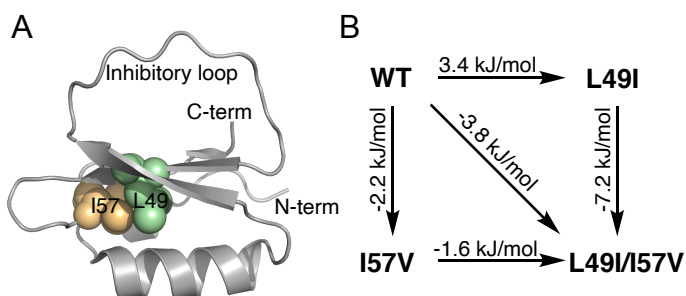 A
Inhibitory loop
C-term
I57
L49
N-term
B
WT
3.4 kJ/mol
L49I
-2.2 kJ/mol
-3.8 kJ/mol
-7.2 kJ/mol
I57V
-1.6 kJ/mol
L49I/I57V